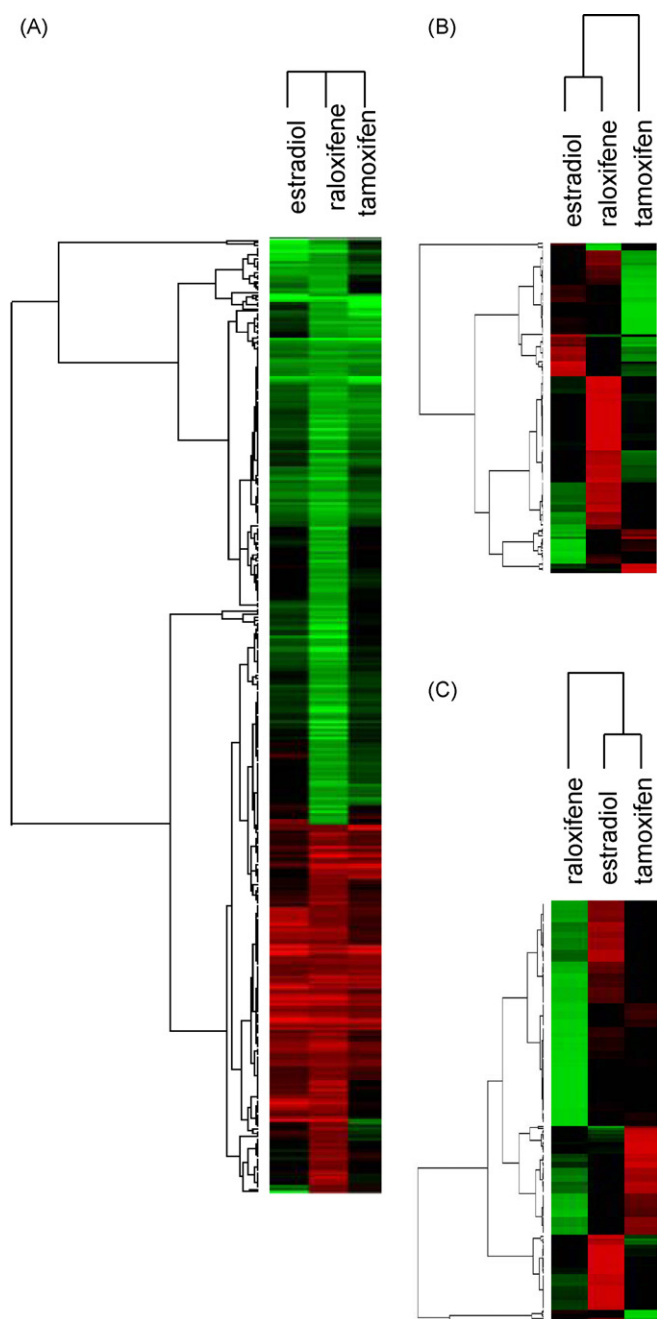 (A)
estradiol
raloxifene
tamoxifen
(B)
estradiol
raloxifene
tamoxifen
(C)
raloxifene
estradiol
tamoxifen